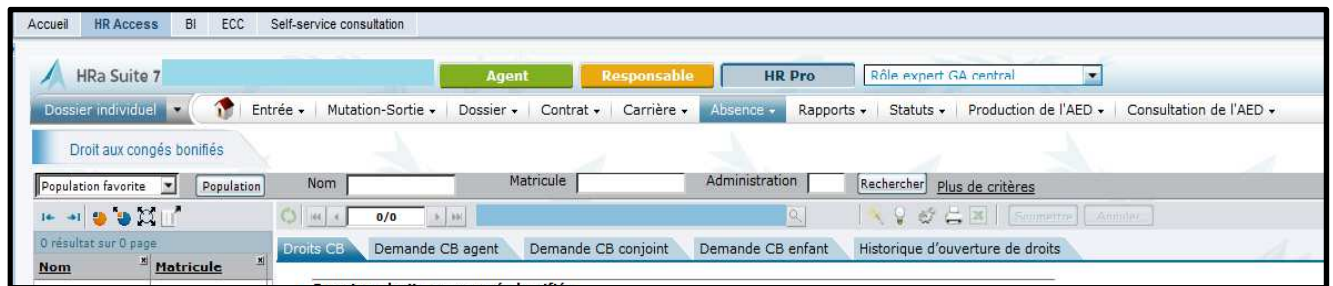 Accueil HR Access BI ECC Self-service consultation
HRa Suite 7 Agent Responsable HR Pro Rôle expert GA central
Dossier individuel Entrée Mutation-Sortie Dossier Contrat Carrière Absence Rapports Statuts Production de l'AED Consultation de l'AED
Droit aux congés bonifiés
Population favorite Population Nom Matricule Administration Rechercher Plus de critères
0/0 Soumettre Annuler
0 résultat sur 0 page Droits CB Demande CB agent Demande CB conjoint Demande CB enfant Historique d'ouverture de droits
Nom Matricule